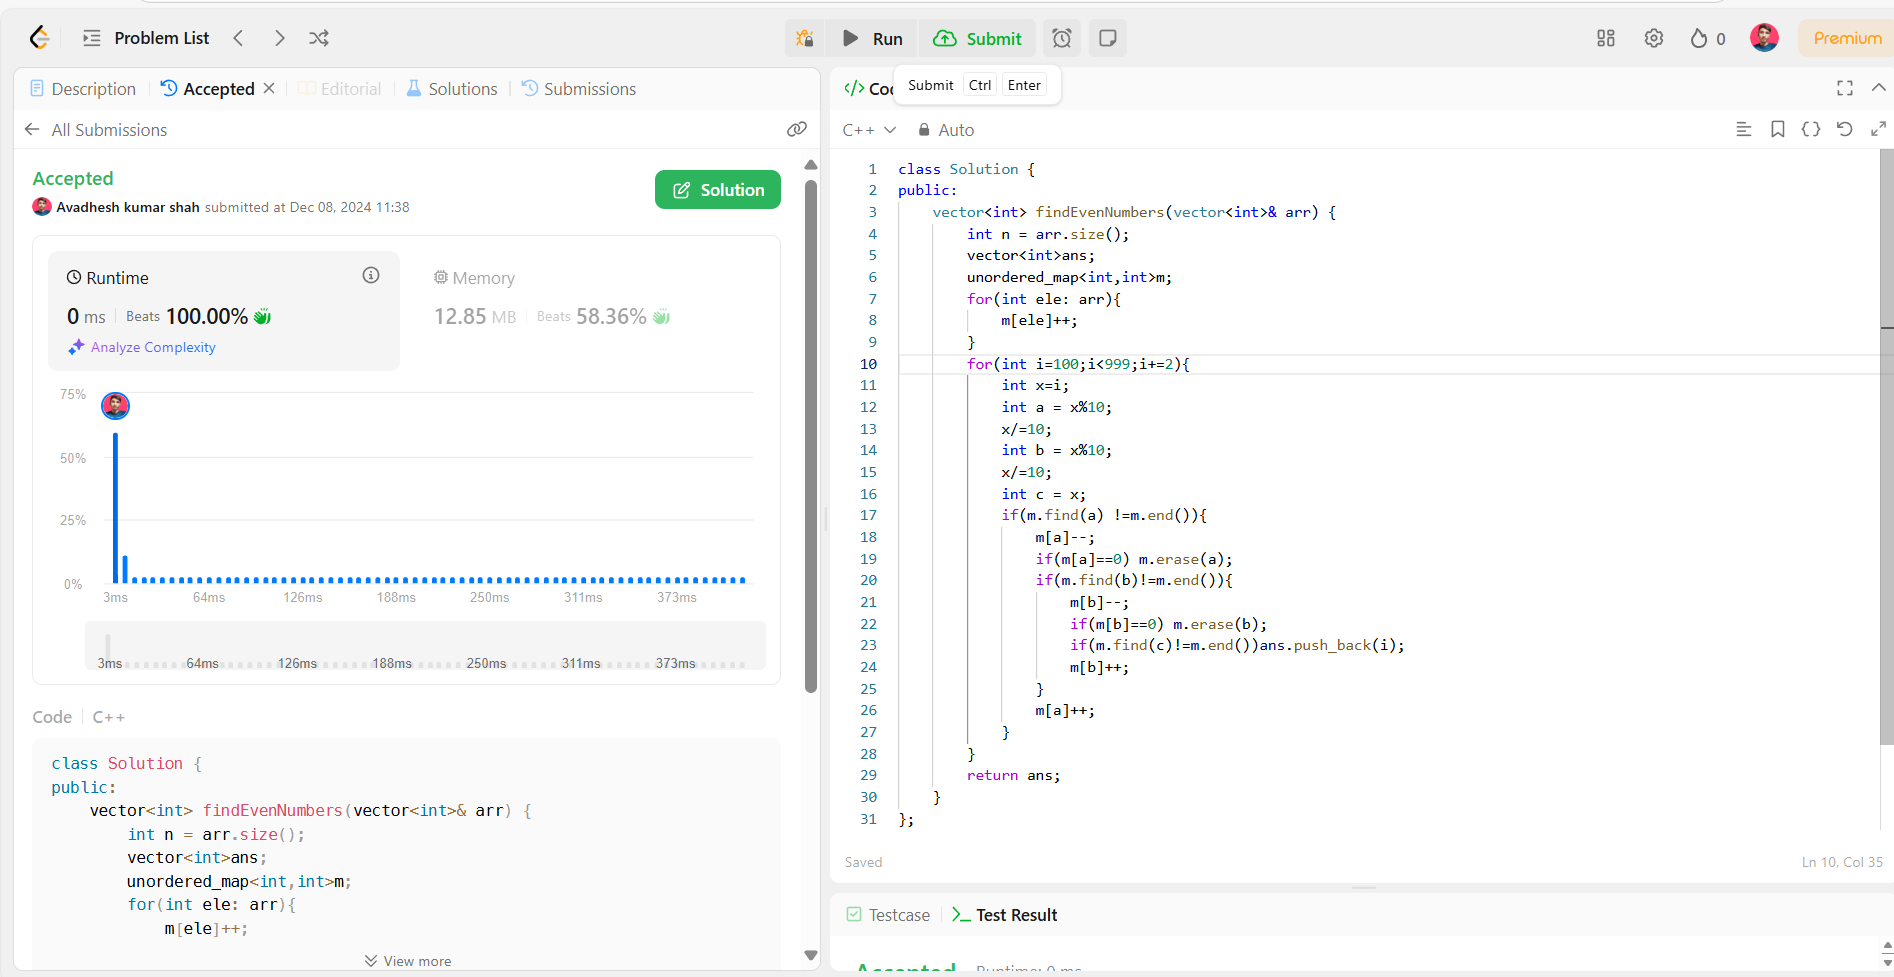 Problem List
Run
Submit
0
Premium
Description
Accepted
Editorial
Solutions
Submissions
All Submissions
Accepted
Avadhesh kumar shah submitted at Dec 08, 2024 11:38
Solution
Runtime
0 ms Beats 100.00%
Analyze Complexity
Memory
12.85 MB Beats 58.36%
75%
50%
25%
0%
3ms 64ms 126ms 188ms 250ms 311ms 373ms
3ms 64ms 126ms 188ms 250ms 311ms 373ms
Code C++
class Solution {
public:
    vector<int> findEvenNumbers(vector<int>& arr) {
        int n = arr.size();
        vector<int>ans;
        unordered_map<int,int>m;
        for(int ele: arr){
            m[ele]++;
View more
</> Co
Submit Ctrl Enter
C++ Auto
1 class Solution {
2 public:
3     vector<int> findEvenNumbers(vector<int>& arr) {
4         int n = arr.size();
5         vector<int>ans;
6         unordered_map<int,int>m;
7         for(int ele: arr){
8             m[ele]++;
9         }
10         for(int i=100;i<999;i+=2){
11             int x=i;
12             int a = x%10;
13             x/=10;
14             int b = x%10;
15             x/=10;
16             int c = x;
17             if(m.find(a) !=m.end()){
18                 m[a]--;
19                 if(m[a]==0) m.erase(a);
20                 if(m.find(b)!=m.end()){
21                     m[b]--;
22                     if(m[b]==0) m.erase(b);
23                     if(m.find(c)!=m.end())ans.push_back(i);
24                     m[b]++;
25                 }
26                 m[a]++;
27             }
28         }
29         return ans;
30     }
31 };
Saved
Ln 10, Col 35
Testcase
Test Result
Accepted Runtime: 0 ms